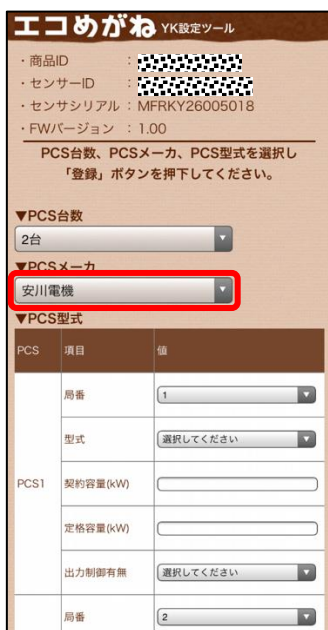 エコめがね YK設定ツール
・商品ID :
・センサーID :
・センサシリアル : MFRKY26005018
・FWバージョン : 1.00
PCS台数、PCSメーカ、PCS型式を選択し
「登録」ボタンを押下してください。
▼PCS台数
2台
▼PCSメーカ
安川電機
▼PCS型式
PCS 項目 値
局番 1
型式 選択してください
PCS1 契約容量(kW)
定格容量(kW)
出力制御有無 選択してください
局番 2